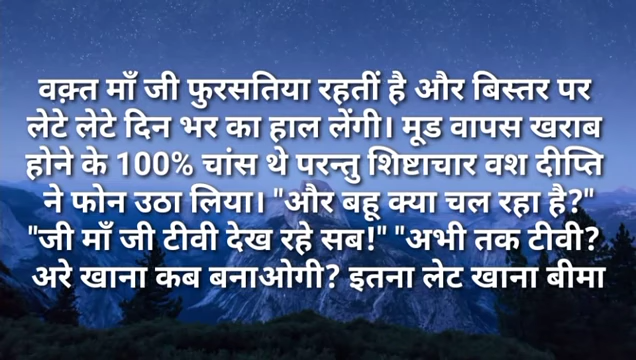 वक़्त माँ जी फुरसतिया रहतीं है और बिस्तर पर
लेटे लेटे दिन भर का हाल लेंगी। मूड वापस खराब
होने के 100% चांस थे परन्तु शिष्टाचार वश दीप्ति
ने फोन उठा लिया। "और बहू क्या चल रहा है?"
"जी माँ जी टीवी देख रहे सब!" "अभी तक टीवी?
अरे खाना कब बनाओगी? इतना लेट खाना बीमा